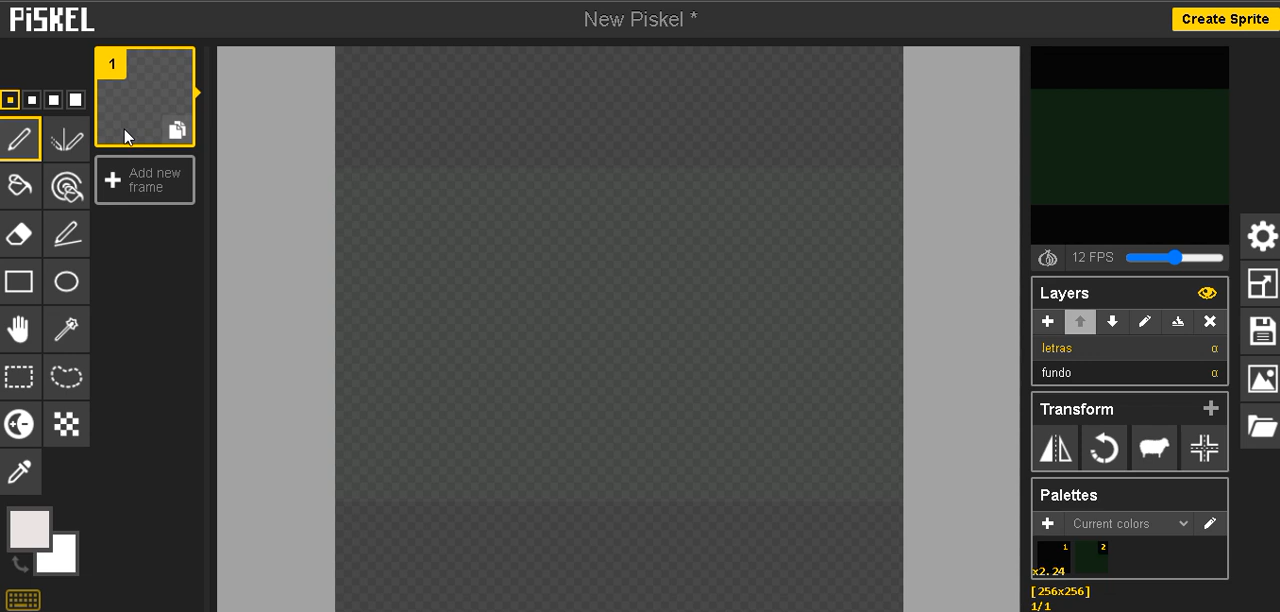 PiSKEL
New Piskel *
Create Sprite
1
Add new
frame
12 FPS
Layers
letras α
fundo α
Transform
Palettes
Current colors
1 2
x2.24
[256x256]
1/1